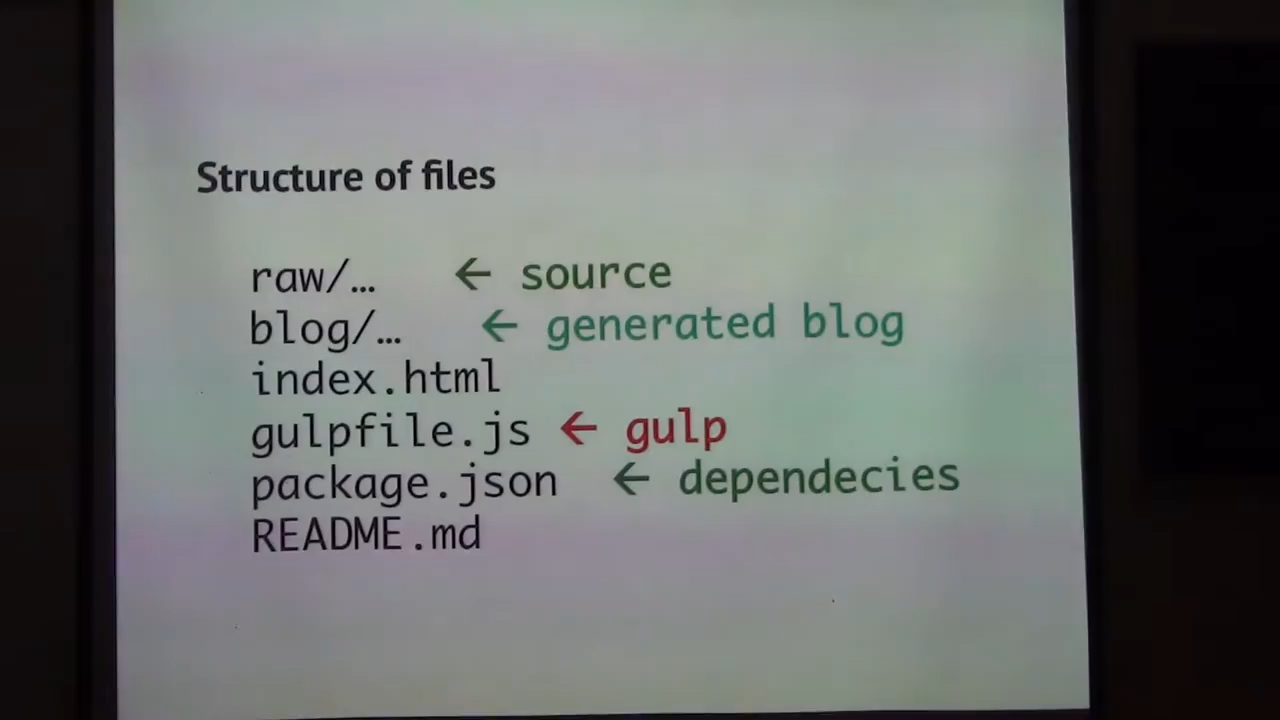 Structure of files
raw/… ← source
blog/… ← generated blog
index.html
gulpfile.js ← gulp
package.json ← dependecies
README.md